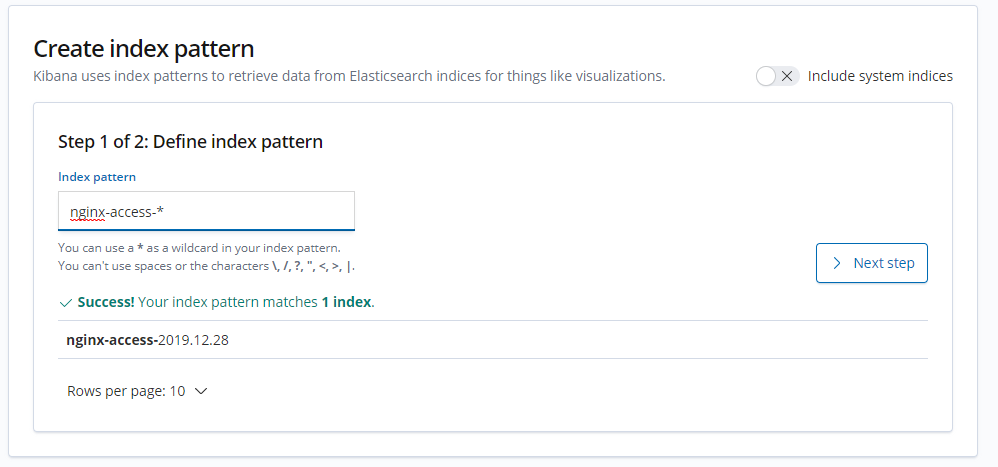 Create index pattern
Kibana uses index patterns to retrieve data from Elasticsearch indices for things like visualizations.
Include system indices
Step 1 of 2: Define index pattern
Index pattern
nginx-access-*
You can use a * as a wildcard in your index pattern.
You can't use spaces or the characters \, /, ?, ", <, >, |.
Next step
Success! Your index pattern matches 1 index.
nginx-access-2019.12.28
Rows per page: 10